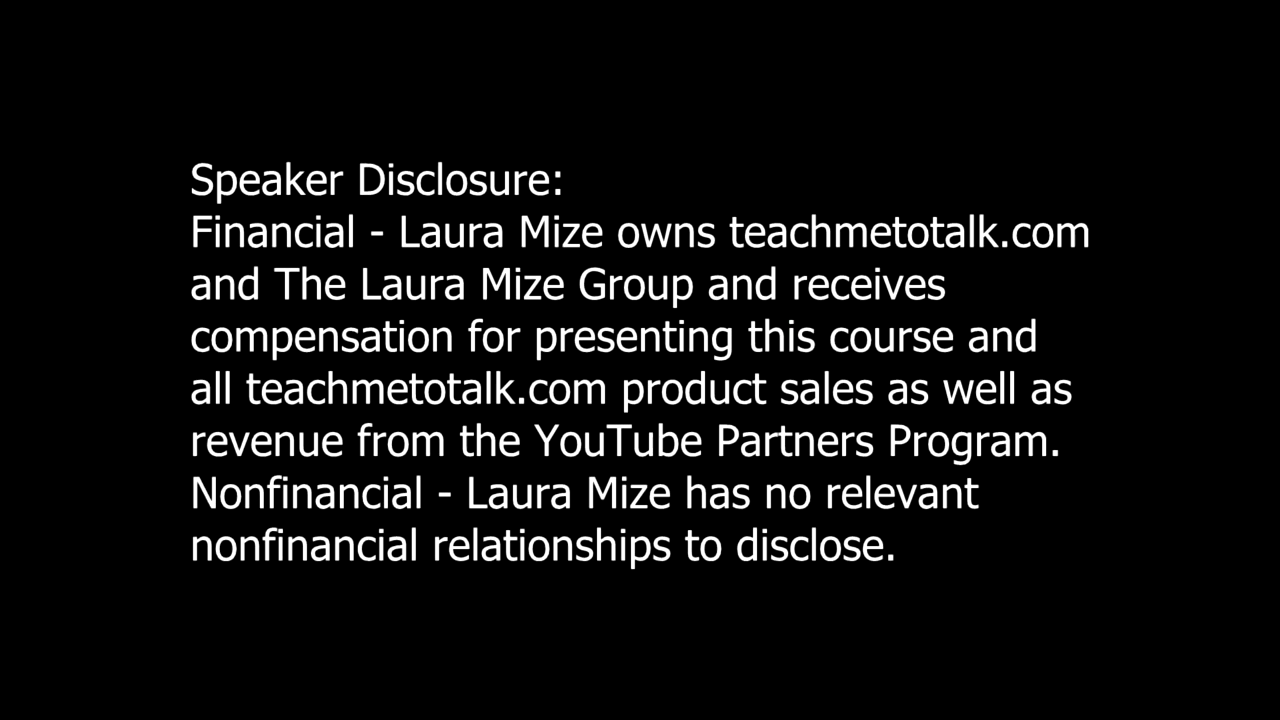 Speaker Disclosure:
Financial - Laura Mize owns teachmetotalk.com
and The Laura Mize Group and receives
compensation for presenting this course and
all teachmetotalk.com product sales as well as
revenue from the YouTube Partners Program.
Nonfinancial - Laura Mize has no relevant
nonfinancial relationships to disclose.